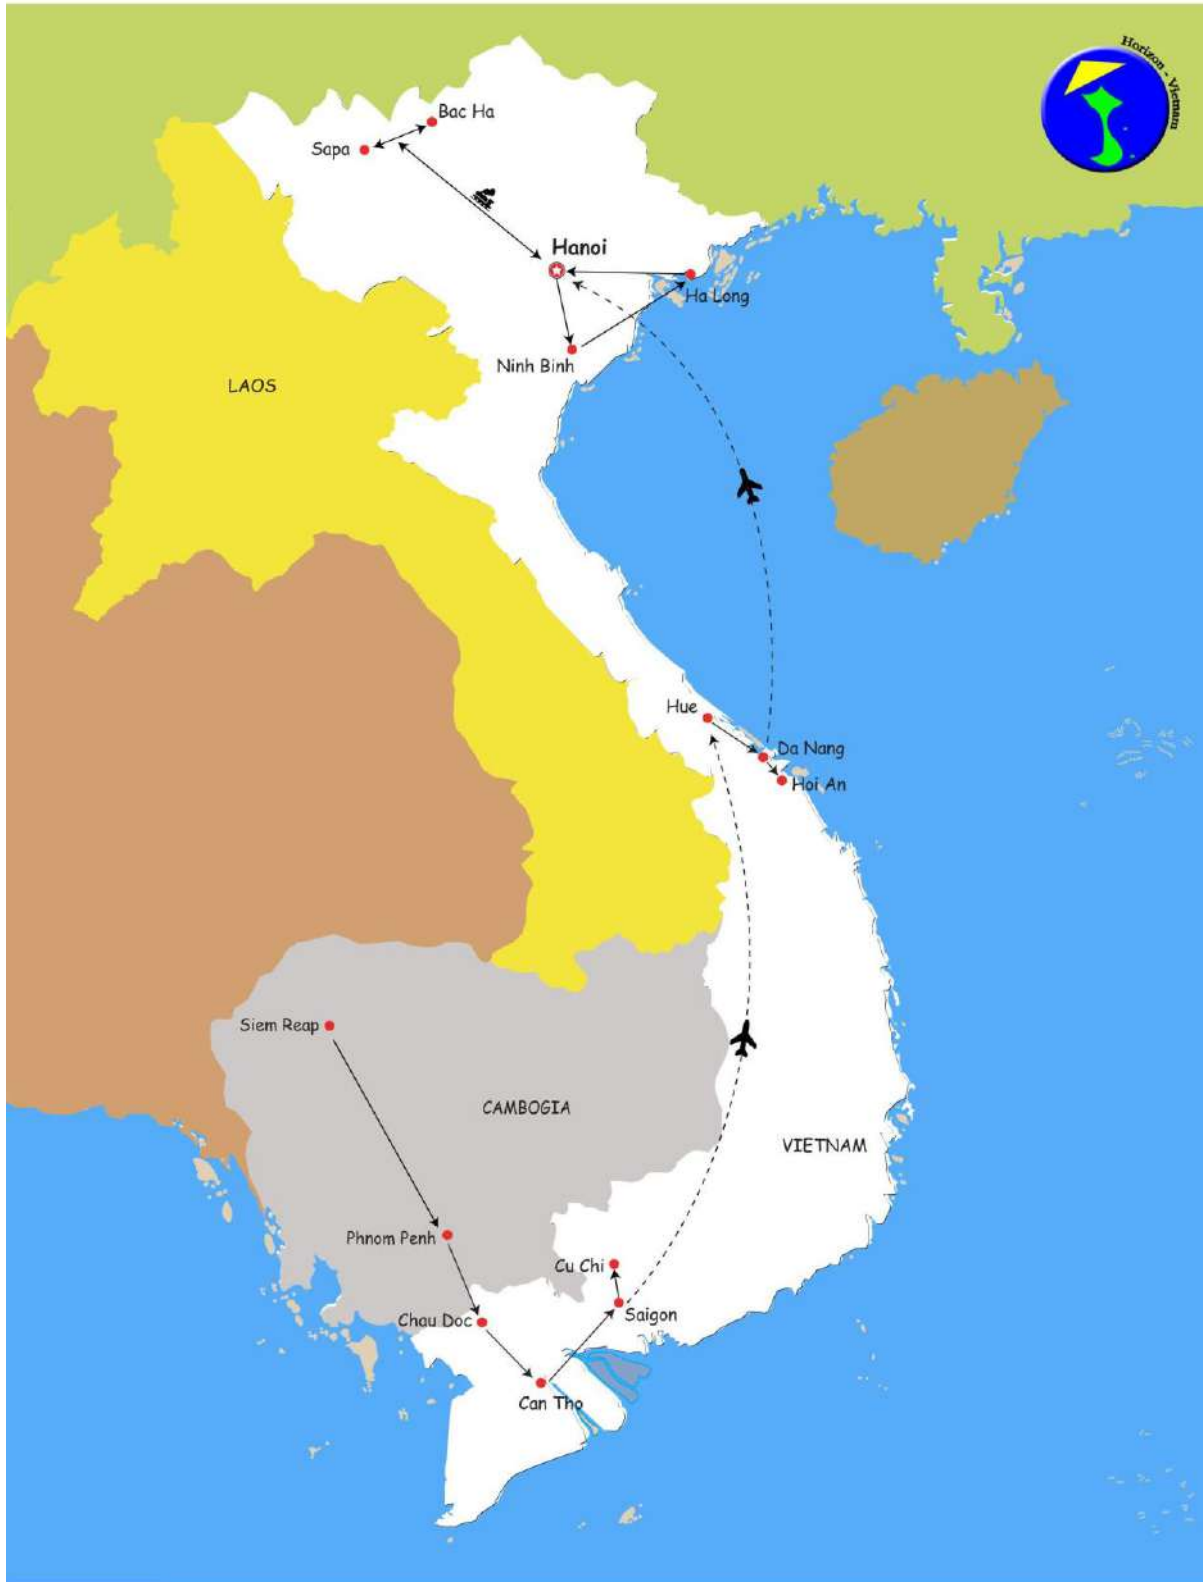 Horizon - Vietnam
Bac Ha
Sapa
Hanoi
Ha Long
Ninh Binh
LAOS
Hue
Da Nang
Hoi An
Siem Reap
CAMBOGIA
VIETNAM
Phnom Penh
Cu Chi
Saigon
Chau Doc
Can Tho